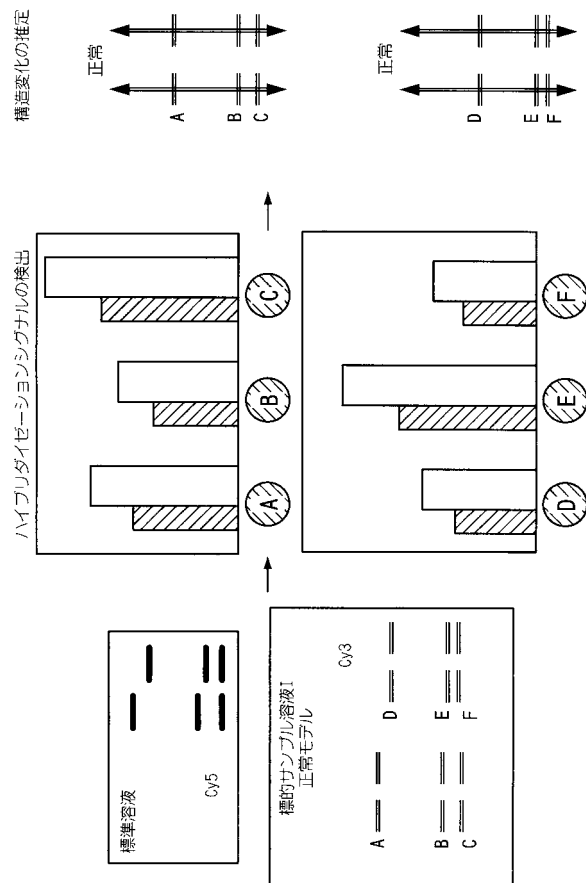 標準溶液
Cy5
標的サンプル溶液I
正常モデル
Cy3
A
B
C
D
E
F
ハイブリダイゼーションシグナルの検出
A
B
C
D
E
F
構造変化の推定
正常
A
B
C
正常
D
E
F